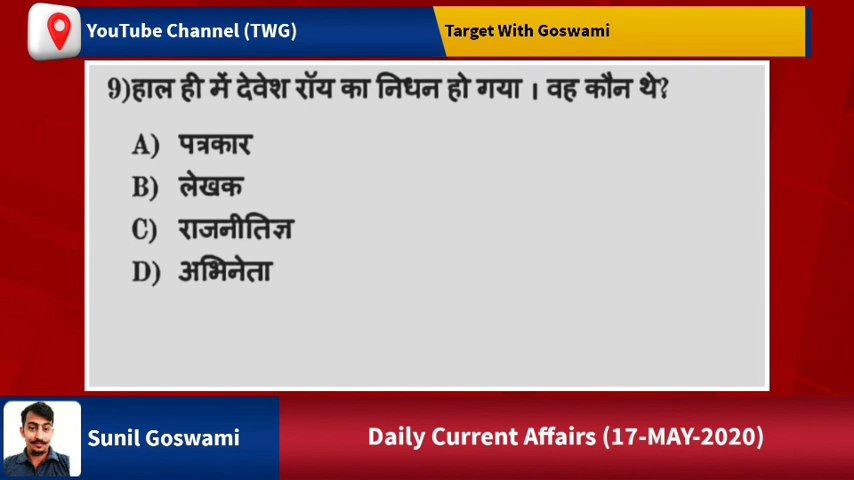 YouTube Channel (TWG)
Target With Goswami
9)हाल ही में देवेश रॉय का निधन हो गया । वह कौन थे?
A) पत्रकार
B) लेखक
C) राजनीतिज्ञ
D) अभिनेता
Sunil Goswami
Daily Current Affairs (17-MAY-2020)